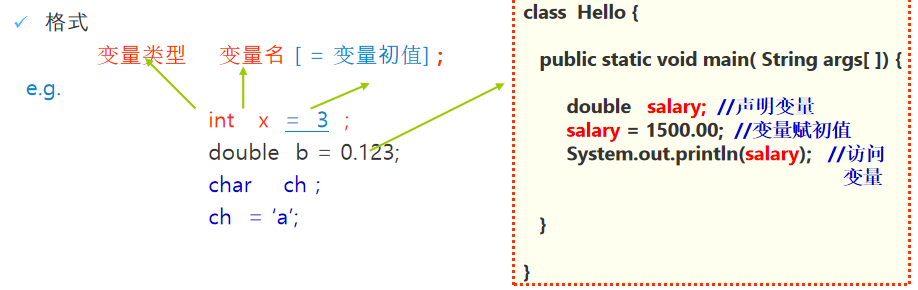 ✓ 格式
变量类型 变量名 [ = 变量初值] ;
e.g.
int x = 3 ;
double b = 0.123;
char ch ;
ch = ‘a’;
class Hello {
public static void main( String args[ ]) {
double salary; //声明变量
salary = 1500.00; //变量赋初值
System.out.println(salary); //访问
变量
}
}